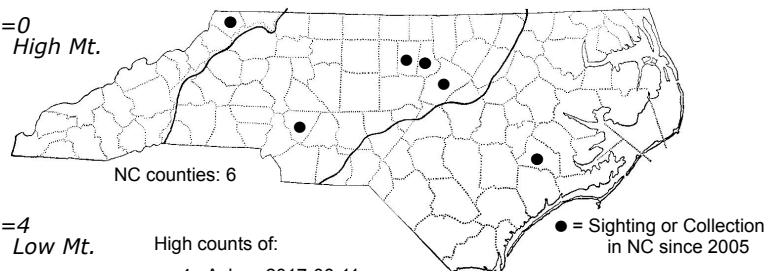 =0
High Mt.
NC counties: 6
=4
Low Mt.
High counts of:
● = Sighting or Collection
in NC since 2005